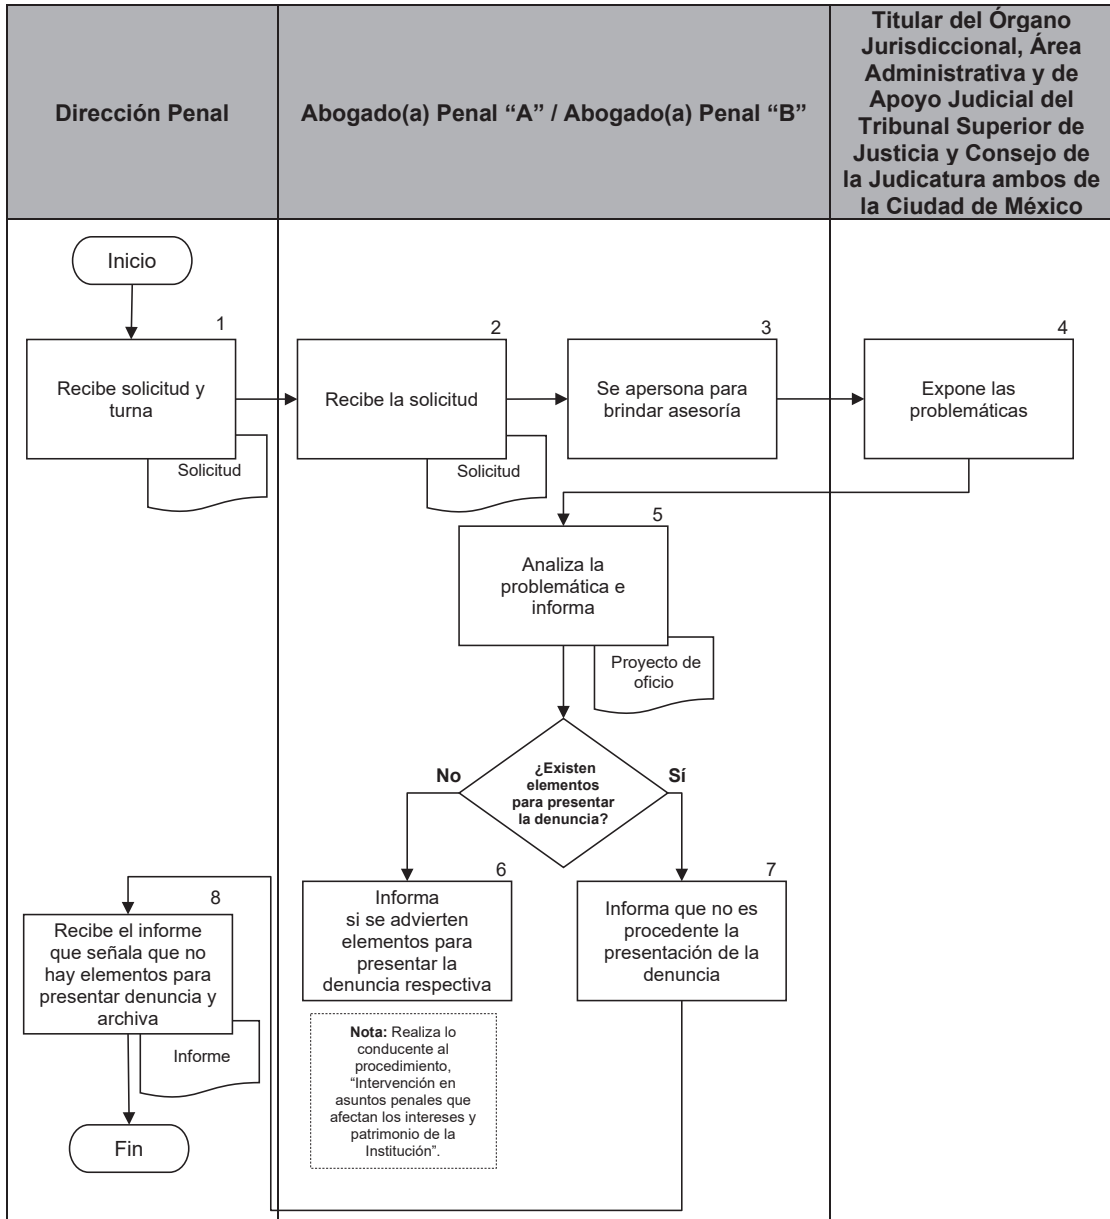 Dirección Penal
Abogado(a) Penal “A” / Abogado(a) Penal “B”
Titular del Órgano
Jurisdiccional, Área
Administrativa y de
Apoyo Judicial del
Tribunal Superior de
Justicia y Consejo de
la Judicatura ambos de
la Ciudad de México
Inicio
1
Recibe solicitud y
turna
Solicitud
2
Recibe la solicitud
Solicitud
3
Se apersona para
brindar asesoría
4
Expone las
problemáticas
5
Analiza la
problemática e
informa
Proyecto de
oficio
¿Existen
elementos
para presentar
la denuncia?
No
Sí
6
Informa
si se advierten
elementos para
presentar la
denuncia respectiva
Nota: Realiza lo
conducente al
procedimiento,
“Intervención en
asuntos penales que
afectan los intereses y
patrimonio de la
Institución”.
7
Informa que no es
procedente la
presentación de la
denuncia
8
Recibe el informe
que señala que no
hay elementos para
presentar denuncia y
archiva
Informe
Fin